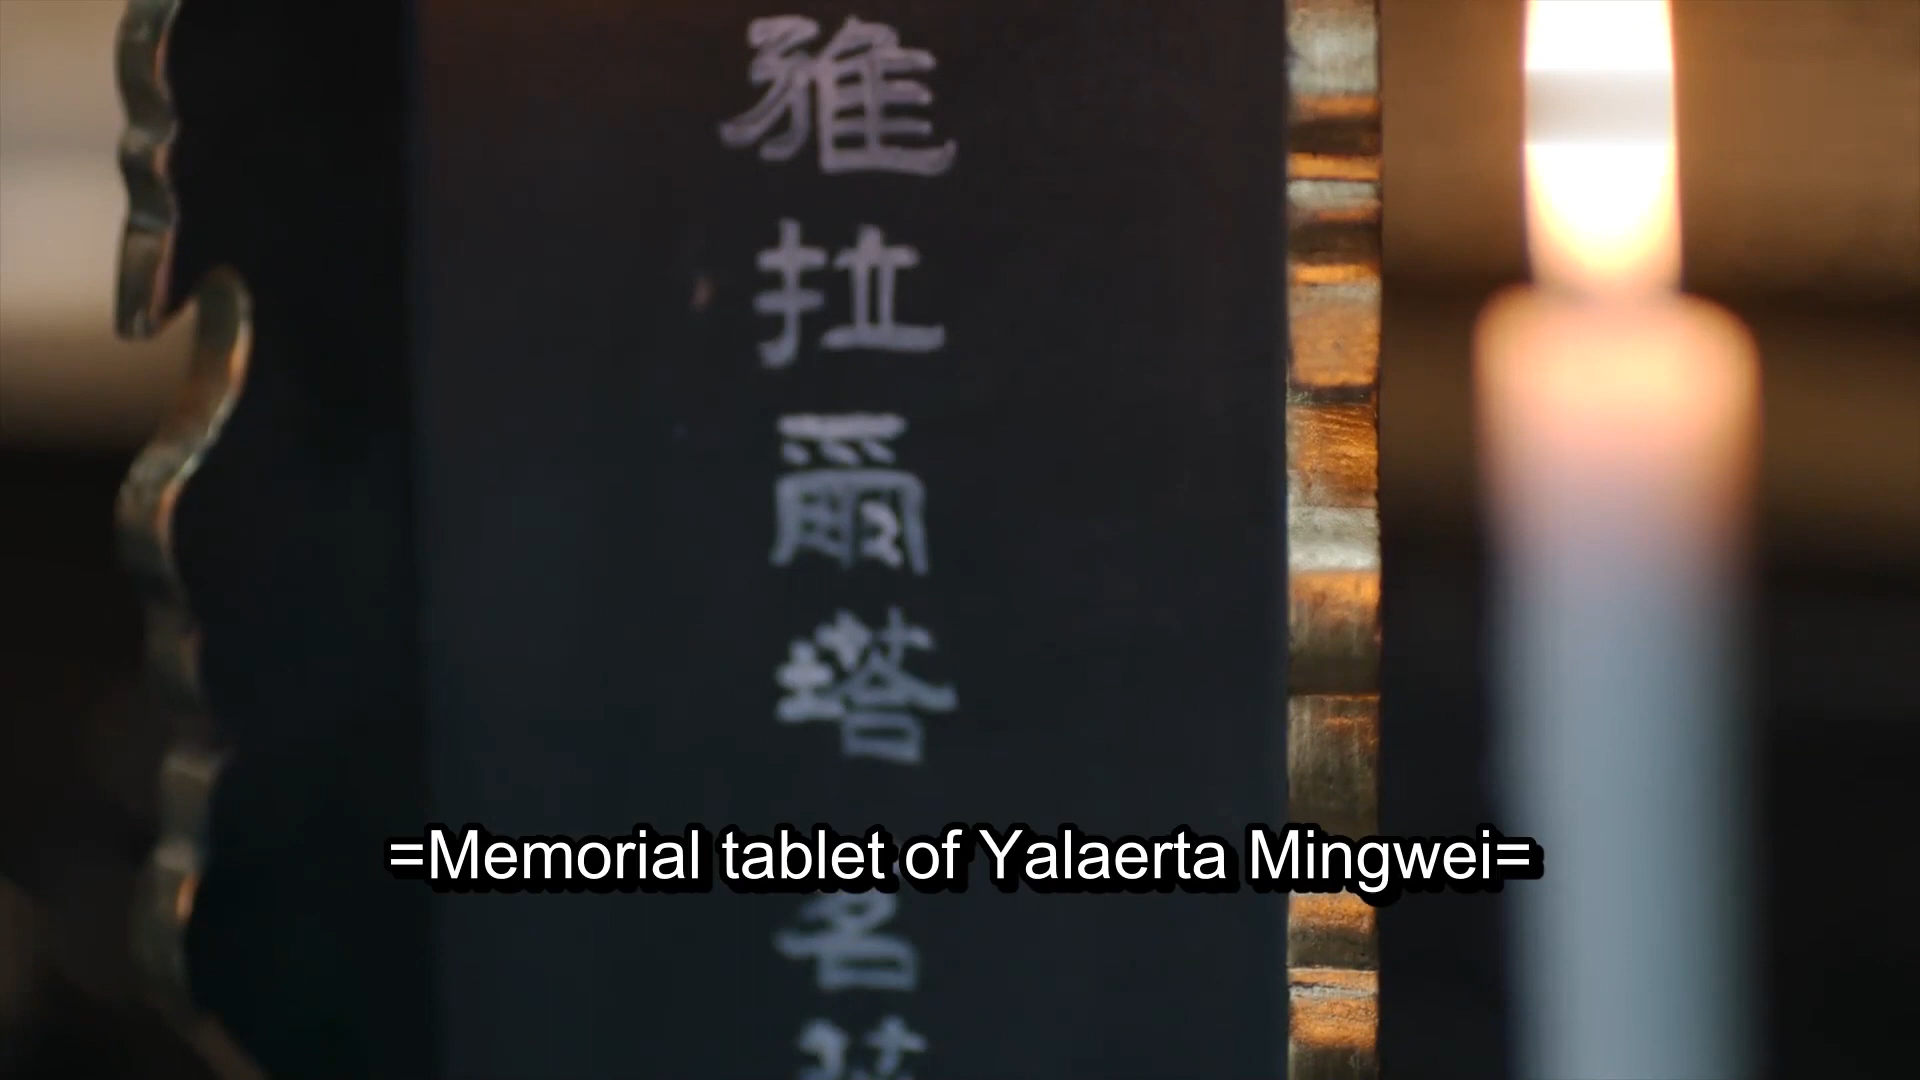 雅拉爾塔
名
=Memorial tablet of Yalaerta Mingwei=